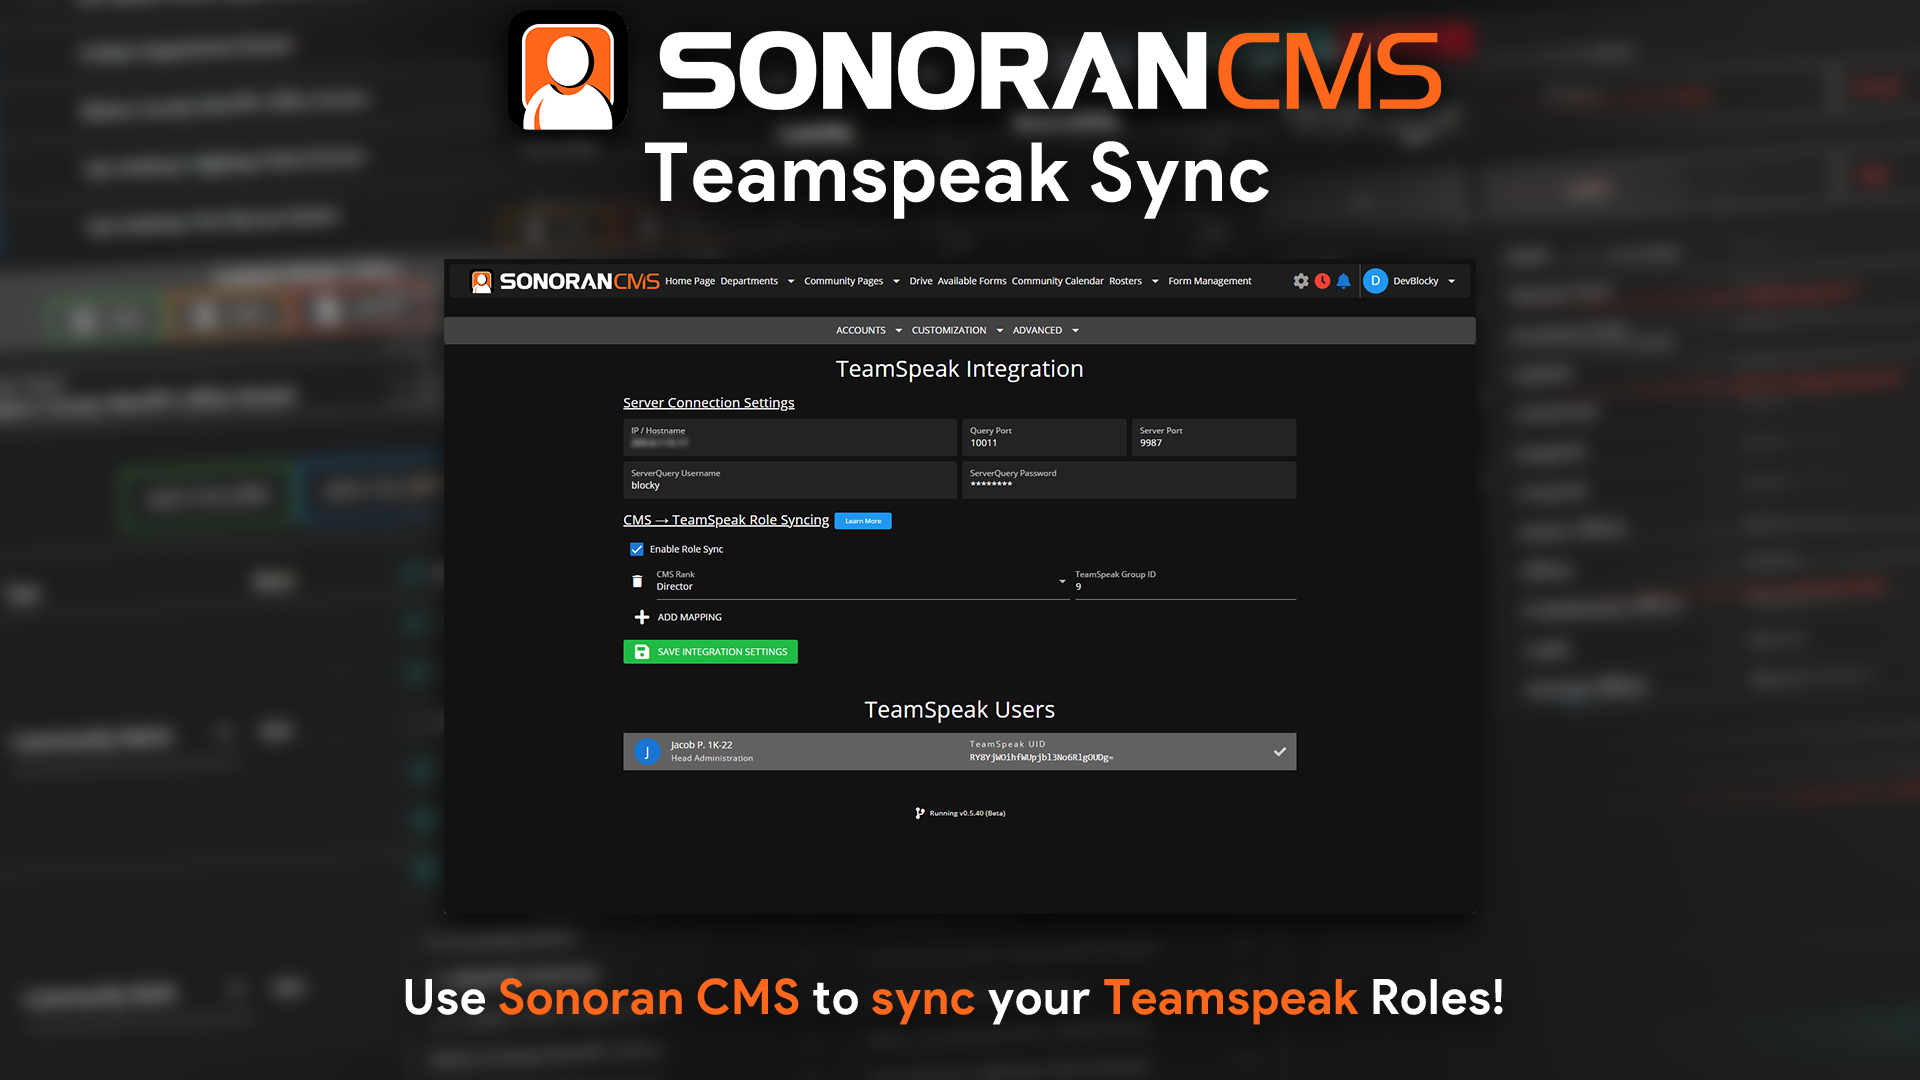 SONORANCMS
Teamspeak Sync
SONORANCMS Home Page Departments Community Pages Drive Available Forms Community Calendar Rosters Form Management D DevBlocky
ACCOUNTS CUSTOMIZATION ADVANCED
TeamSpeak Integration
Server Connection Settings
IP / Hostname
Query Port
10011
Server Port
9987
ServerQuery Username
blocky
ServerQuery Password
********
CMS → TeamSpeak Role Syncing Learn More
Enable Role Sync
CMS Rank
Director
TeamSpeak Group ID
9
ADD MAPPING
SAVE INTEGRATION SETTINGS
TeamSpeak Users
J
Jacob P. 1K-22
Head Administration
TeamSpeak UID
RY8YjWOihfWUpjbl3No6RlgOUDg=
Running v0.5.40 (Beta)
Use Sonoran CMS to sync your Teamspeak Roles!